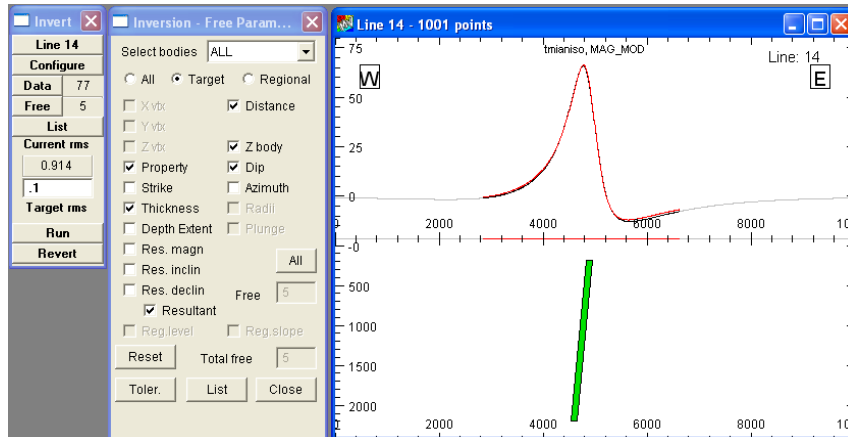 Invert
Line 14
Configure
Data 77
Free 5
List
Current rms
0.914
.1
Target rms
Run
Revert
Inversion - Free Param...
Select bodies ALL
All Target Regional
X vtx Distance
Y vtx
Z vtx Z body
Property Dip
Strike Azimuth
Thickness Radii
Depth Extent Plunge
Res. magn
Res. inclin All
Res. declin Free 5
Resultant
Reg.level Reg.slope
Reset Total free 5
Toler. List Close
Line 14 - 1001 points
tmianiso, MAG_MOD
Line: 14
W E
75
50
25
0
0 2000 4000 6000 8000
-0
500
1000
1500
2000
0 2000 4000 6000 8000